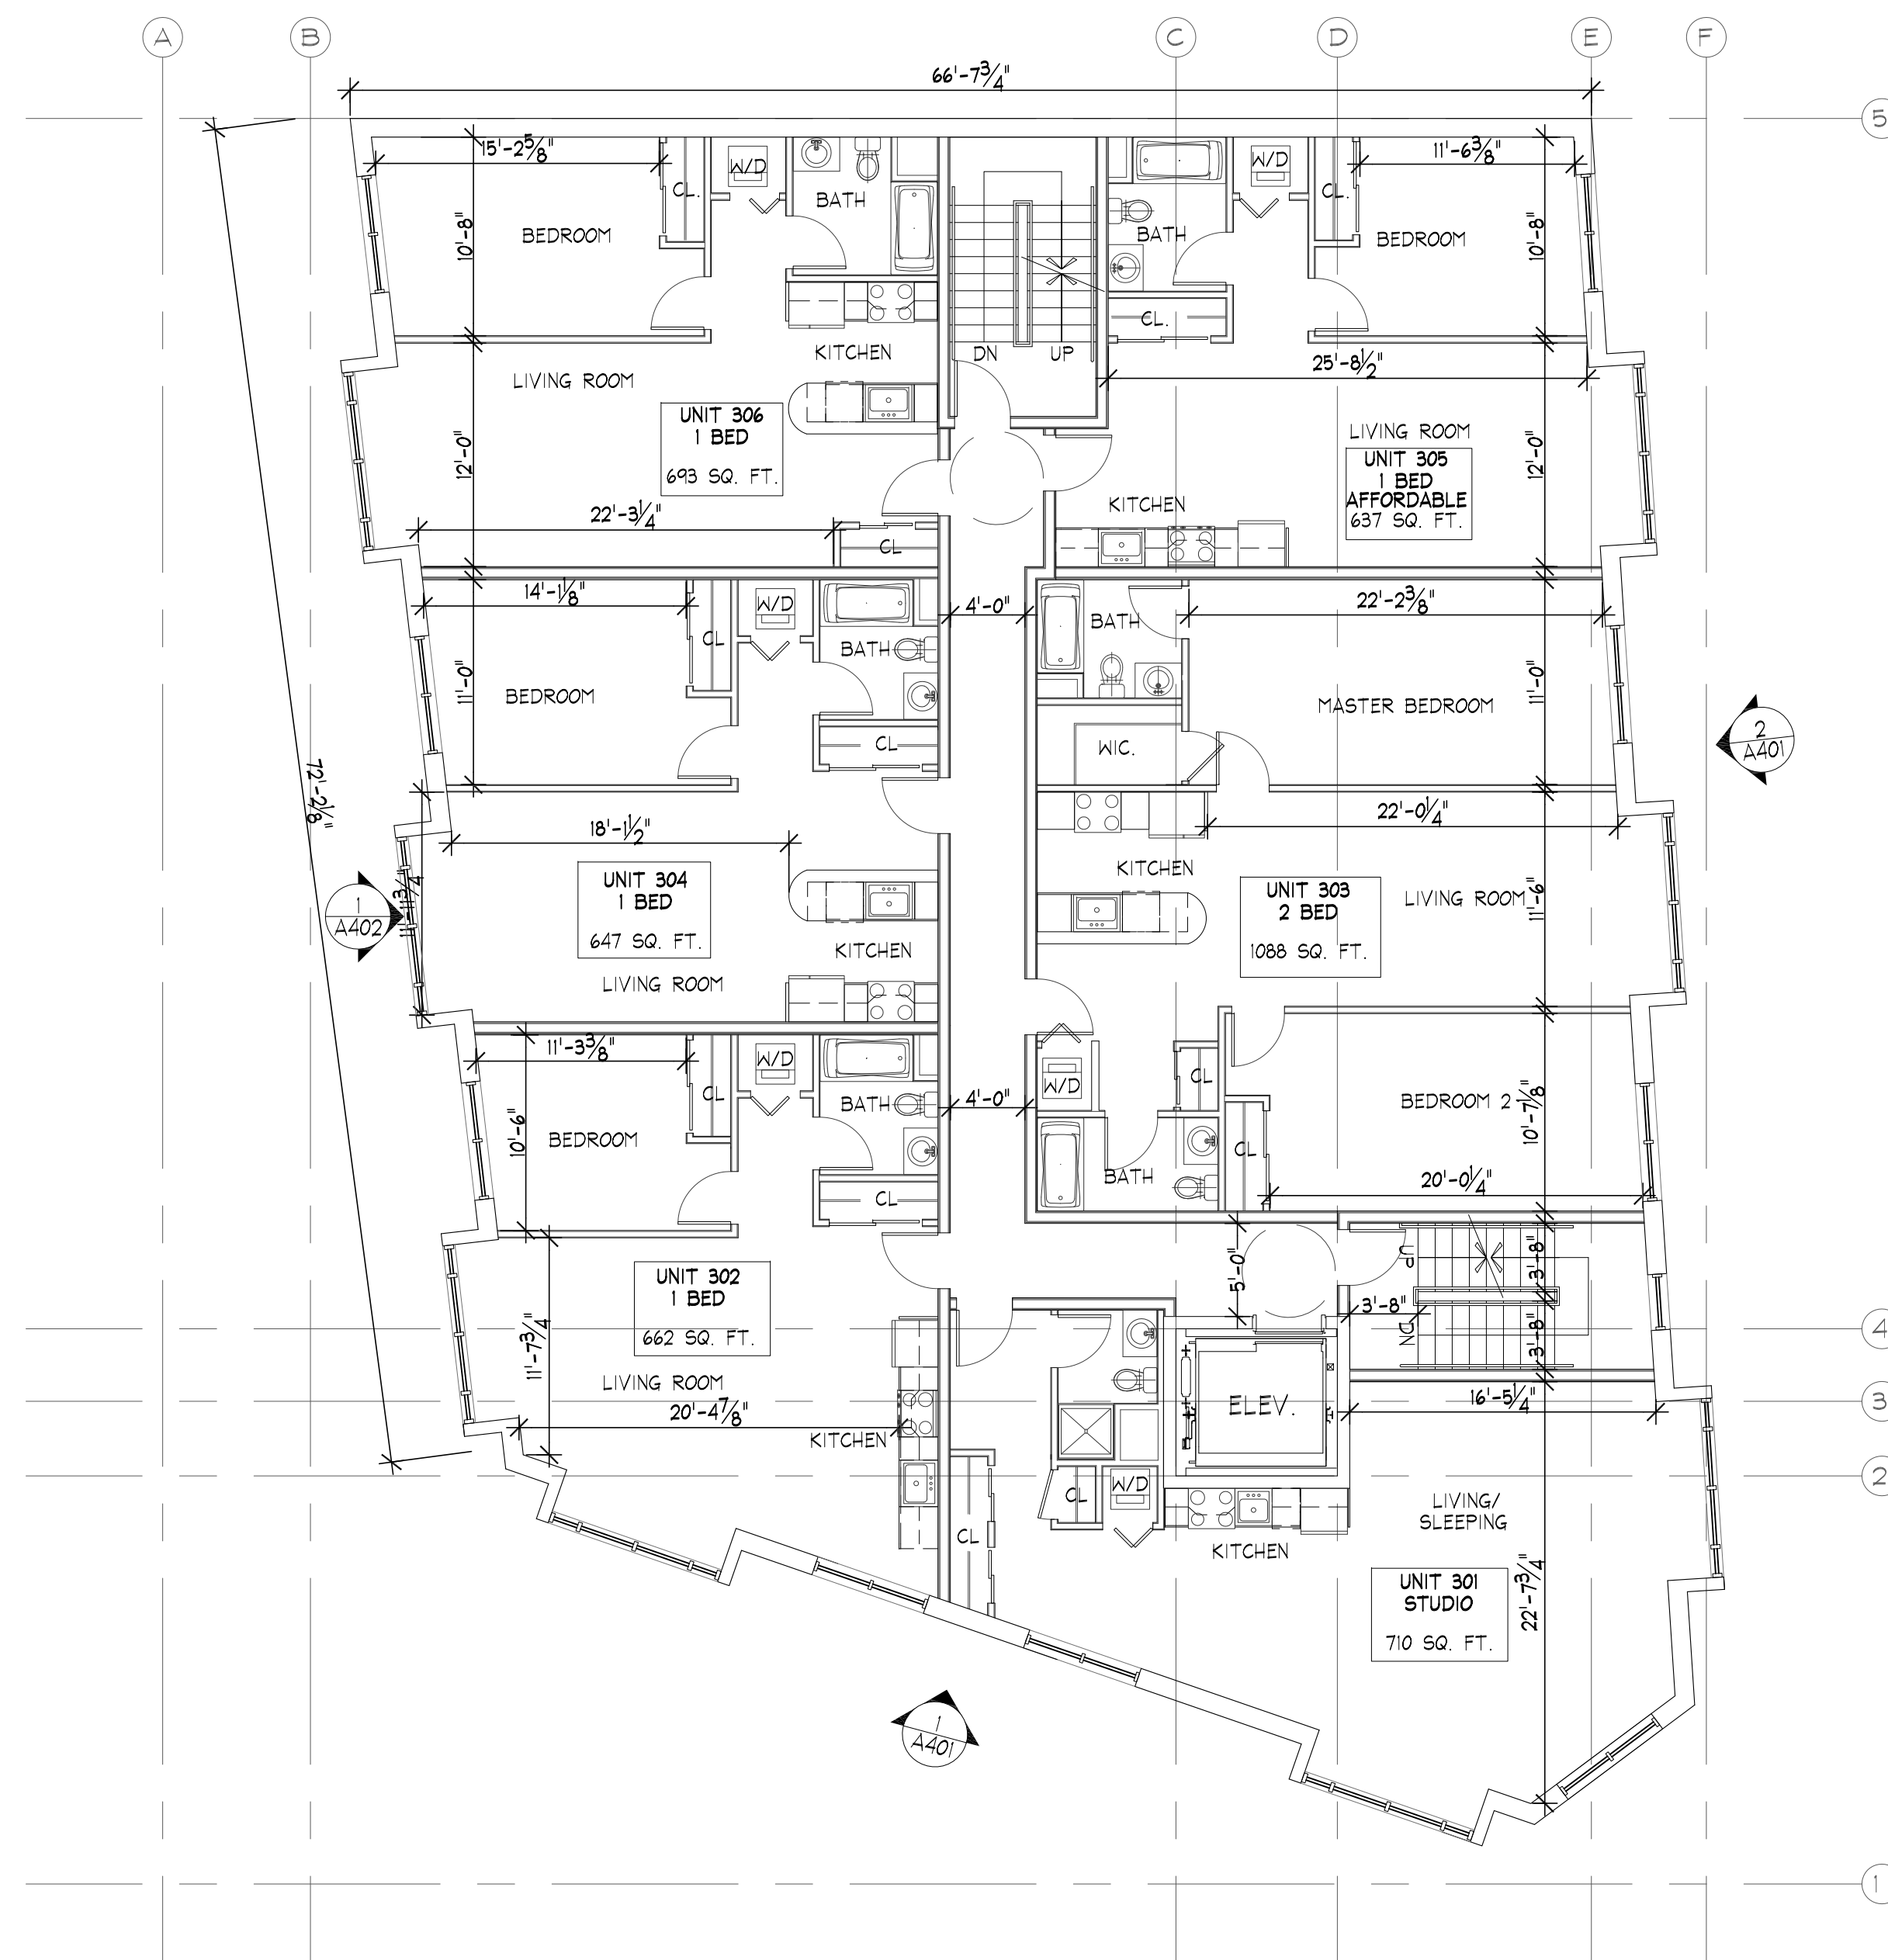 A
B
C
D
E
F
66'-7 3/4"
5
15'-2 5/8"
W/D
W/D
11'-6 3/8"
CL.
BATH
CL.
10'-8"
BEDROOM
BATH
BEDROOM
10'-8"
CL.
KITCHEN
DN
UP
25'-8 1/2"
LIVING ROOM
UNIT 306
1 BED
693 SQ. FT.
12'-0"
LIVING ROOM
UNIT 305
1 BED
AFFORDABLE
637 SQ. FT.
12'-0"
KITCHEN
22'-3 1/4"
CL
14'-1 1/8"
W/D
4'-0"
BATH
22'-2 3/8"
CL
BATH
11'-0"
BEDROOM
MASTER BEDROOM
11'-0"
CL
WIC.
2
A401
72'-2 1/8"
18'-1 1/2"
22'-0 1/4"
KITCHEN
UNIT 304
1 BED
647 SQ. FT.
UNIT 303
2 BED
1088 SQ. FT.
LIVING ROOM
11'-6"
1
A402
11'-11 3/4"
KITCHEN
LIVING ROOM
11'-3 3/8"
W/D
CL
BATH
4'-0"
W/D
CL
BEDROOM 2
10'-7 1/8"
10'-6"
BEDROOM
CL
CL
BATH
20'-0 1/4"
5'-0"
UP
3'-8"
UNIT 302
1 BED
662 SQ. FT.
3'-8"
DN
3'-8"
4
11'-7 3/4"
LIVING ROOM
20'-4 7/8"
KITCHEN
ELEV.
16'-5 1/4"
3
2
CL
CL
W/D
KITCHEN
LIVING/
SLEEPING
UNIT 301
STUDIO
710 SQ. FT.
22'-7 3/4"
1
A401
1